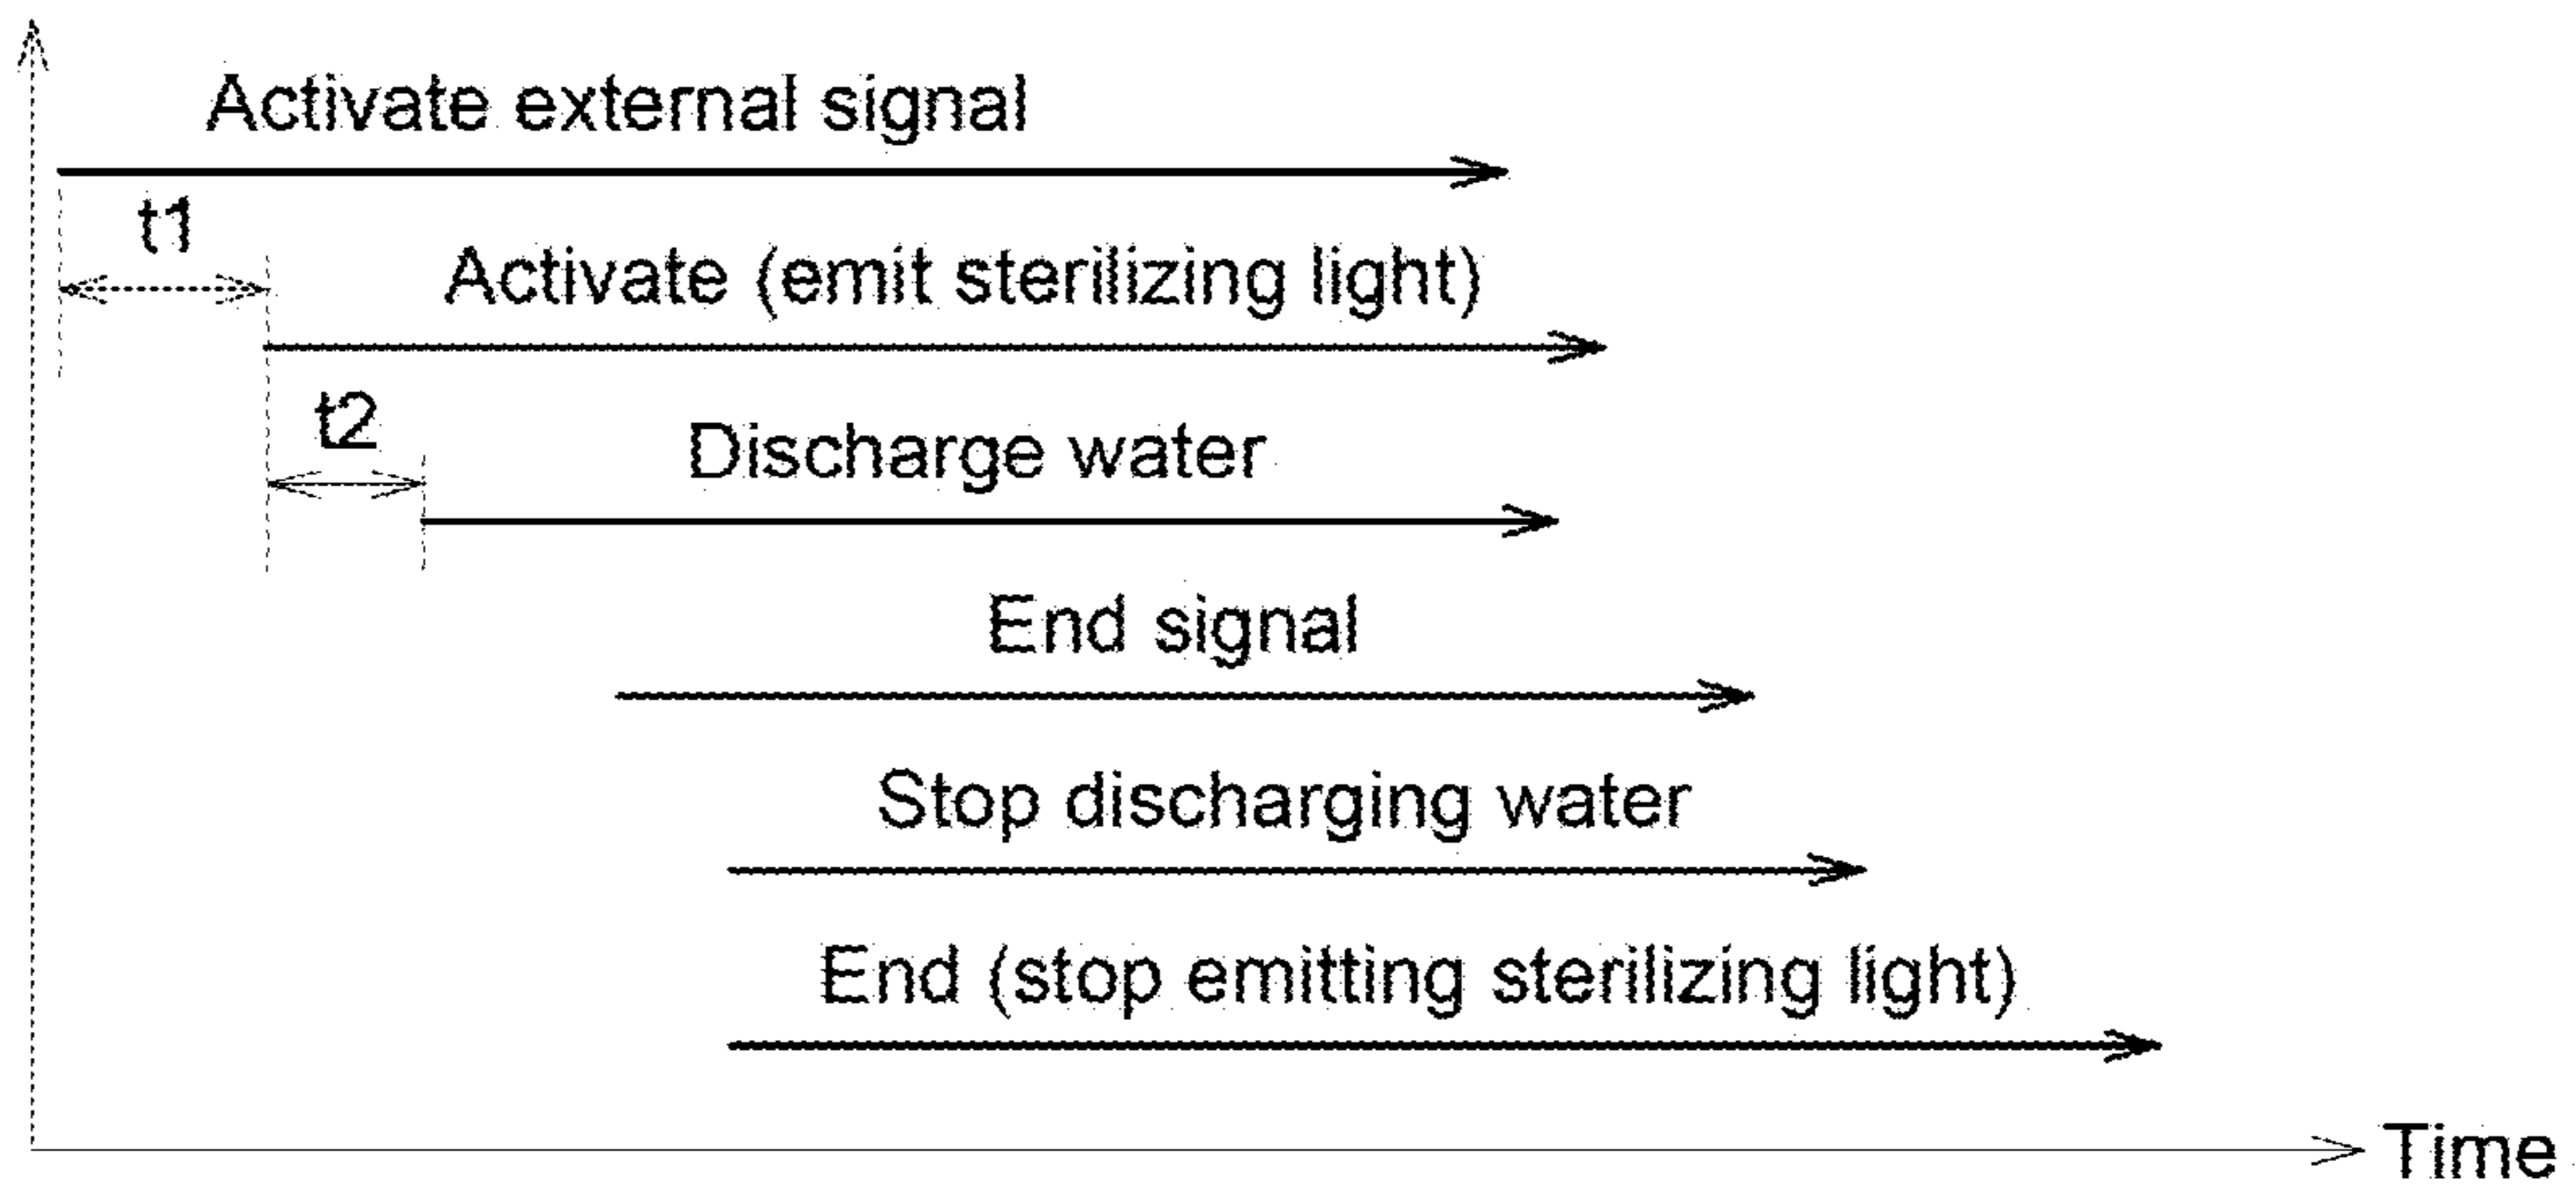 Activate external signal
t1
Activate (emit sterilizing light)
t2
Discharge water
End signal
Stop discharging water
End (stop emitting sterilizing light)
Time